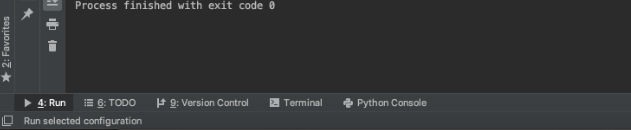 Process finished with exit code 0
2: Favorites
4: Run 6: TODO 9: Version Control Terminal Python Console
Run selected configuration